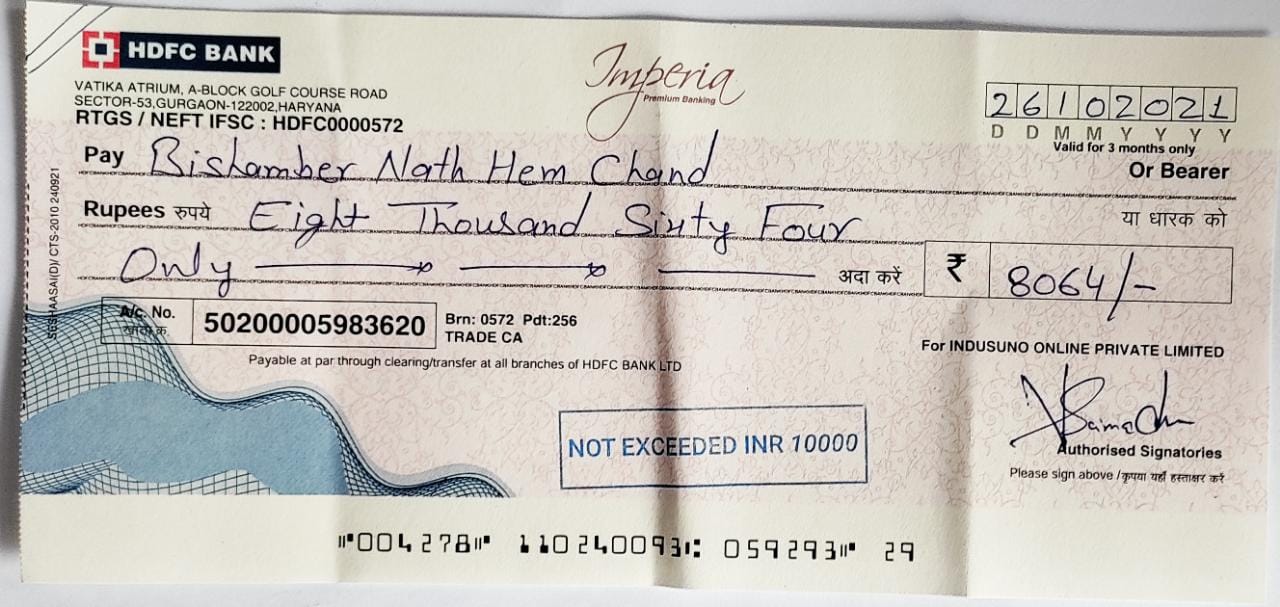 HDFC BANK
Imperia
Premium Banking
VATIKA ATRIUM, A-BLOCK GOLF COURSE ROAD
SECTOR-53,GURGAON-122002,HARYANA
RTGS / NEFT IFSC : HDFC0000572
26102021
D D M M Y Y Y Y
Valid for 3 months only
Pay Bishamber Nath Hem Chand
Or Bearer
Rupees रुपये Eight Thousand Sixty Four
या धारक को
Only
अदा करें ₹ 8064/-
CTS-2010 240921
A/c. No.
50200005983620
Brn: 0572 Pdt:256
TRADE CA
For INDUSUNO ONLINE PRIVATE LIMITED
Payable at par through clearing/transfer at all branches of HDFC BANK LTD
NOT EXCEEDED INR 10000
Authorised Signatories
Please sign above /कृपया यहाँ हस्ताक्षर करें
⑈004278⑈ 110240093⑆ 059293⑈ 29